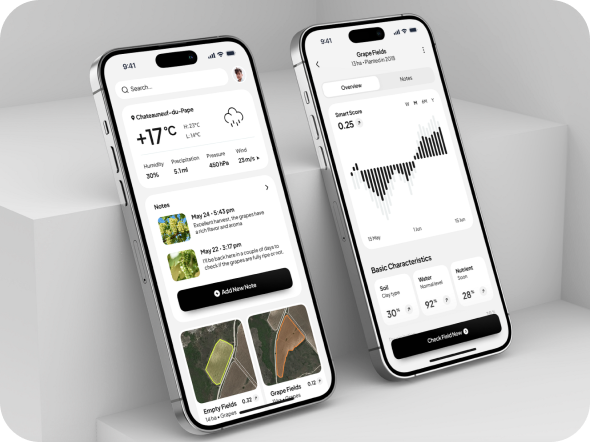 9:41
Search...
Chateauneuf-du-Pape
+17°C
H: 23°C
L: 14°C
Humidity
30%
Precipitation
5.1 ml
Pressure
450 hPa
Wind
23 m/s
Notes
May 24 - 5:43 pm
Excellent harvest, the grapes have
a rich flavor and aroma.
May 22 - 3:17 pm
I'll be back here in a couple of days to
check if the grapes are fully ripe or not.
Add New Note
Empty Fields
0.32
14 ha • Grapes
Grape Fields
0.12
Grapes
9:41
Grape Fields
13 ha • Planted in 2019
Overview
Notes
Smart Score
0.25
W M 6M Y
15 May
1 Jun
15 Jun
Basic Characteristics
Soil
Clay type
30%
Water
Normal level
92%
Nutrient
Soon
28%
Check Field Now